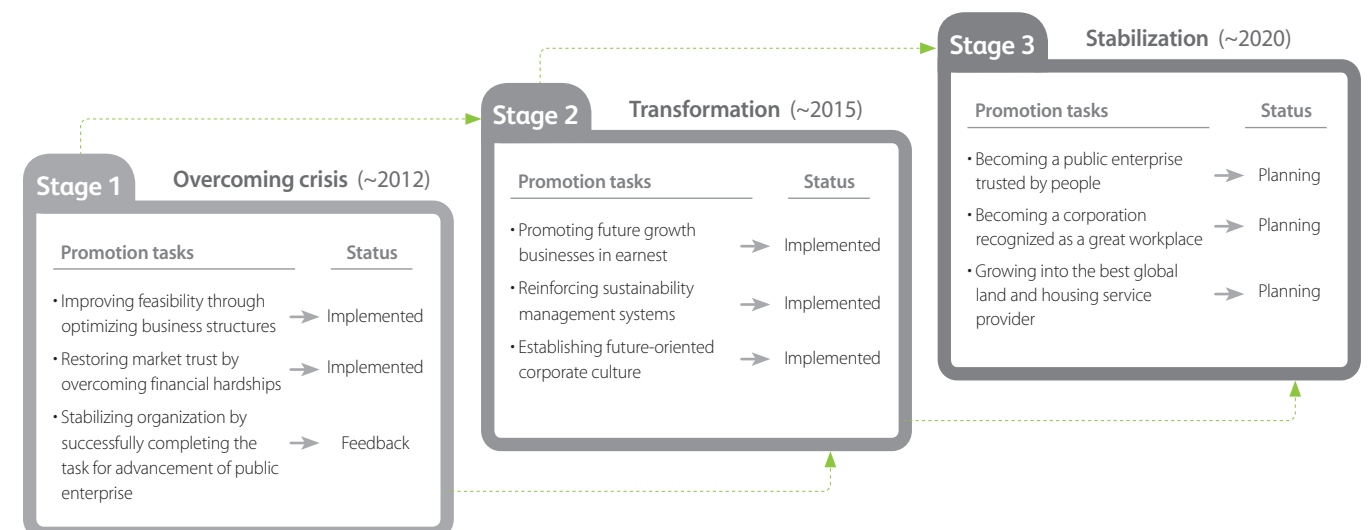 Stage 1
Overcoming crisis (~2012)
Promotion tasks
Status
• Improving feasibility through
optimizing business structures
Implemented
• Restoring market trust by
overcoming financial hardships
Implemented
• Stabilizing organization by
successfully completing the
task for advancement of public
enterprise
Feedback
Stage 2
Transformation (~2015)
Promotion tasks
Status
• Promoting future growth
businesses in earnest
Implemented
• Reinforcing sustainability
management systems
Implemented
• Establishing future-oriented
corporate culture
Implemented
Stage 3
Stabilization (~2020)
Promotion tasks
Status
• Becoming a public enterprise
trusted by people
Planning
• Becoming a corporation
recognized as a great workplace
Planning
• Growing into the best global
land and housing service
provider
Planning